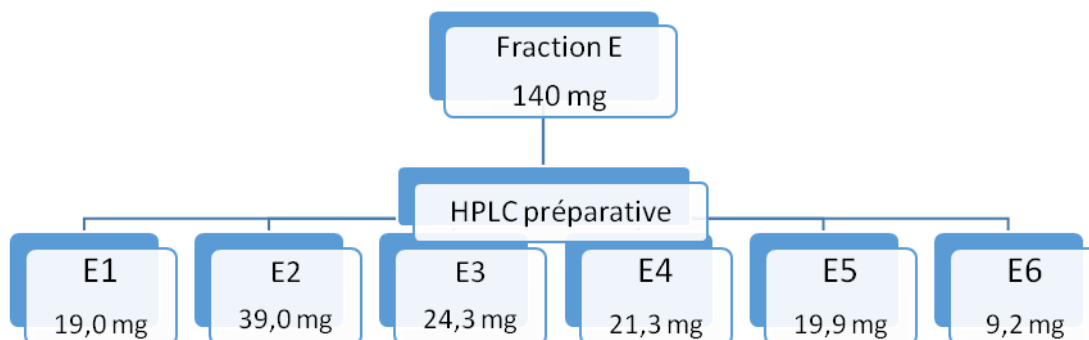 Fraction E
140 mg
HPLC préparative
E1
19,0 mg
E2
39,0 mg
E3
24,3 mg
E4
21,3 mg
E5
19,9 mg
E6
9,2 mg